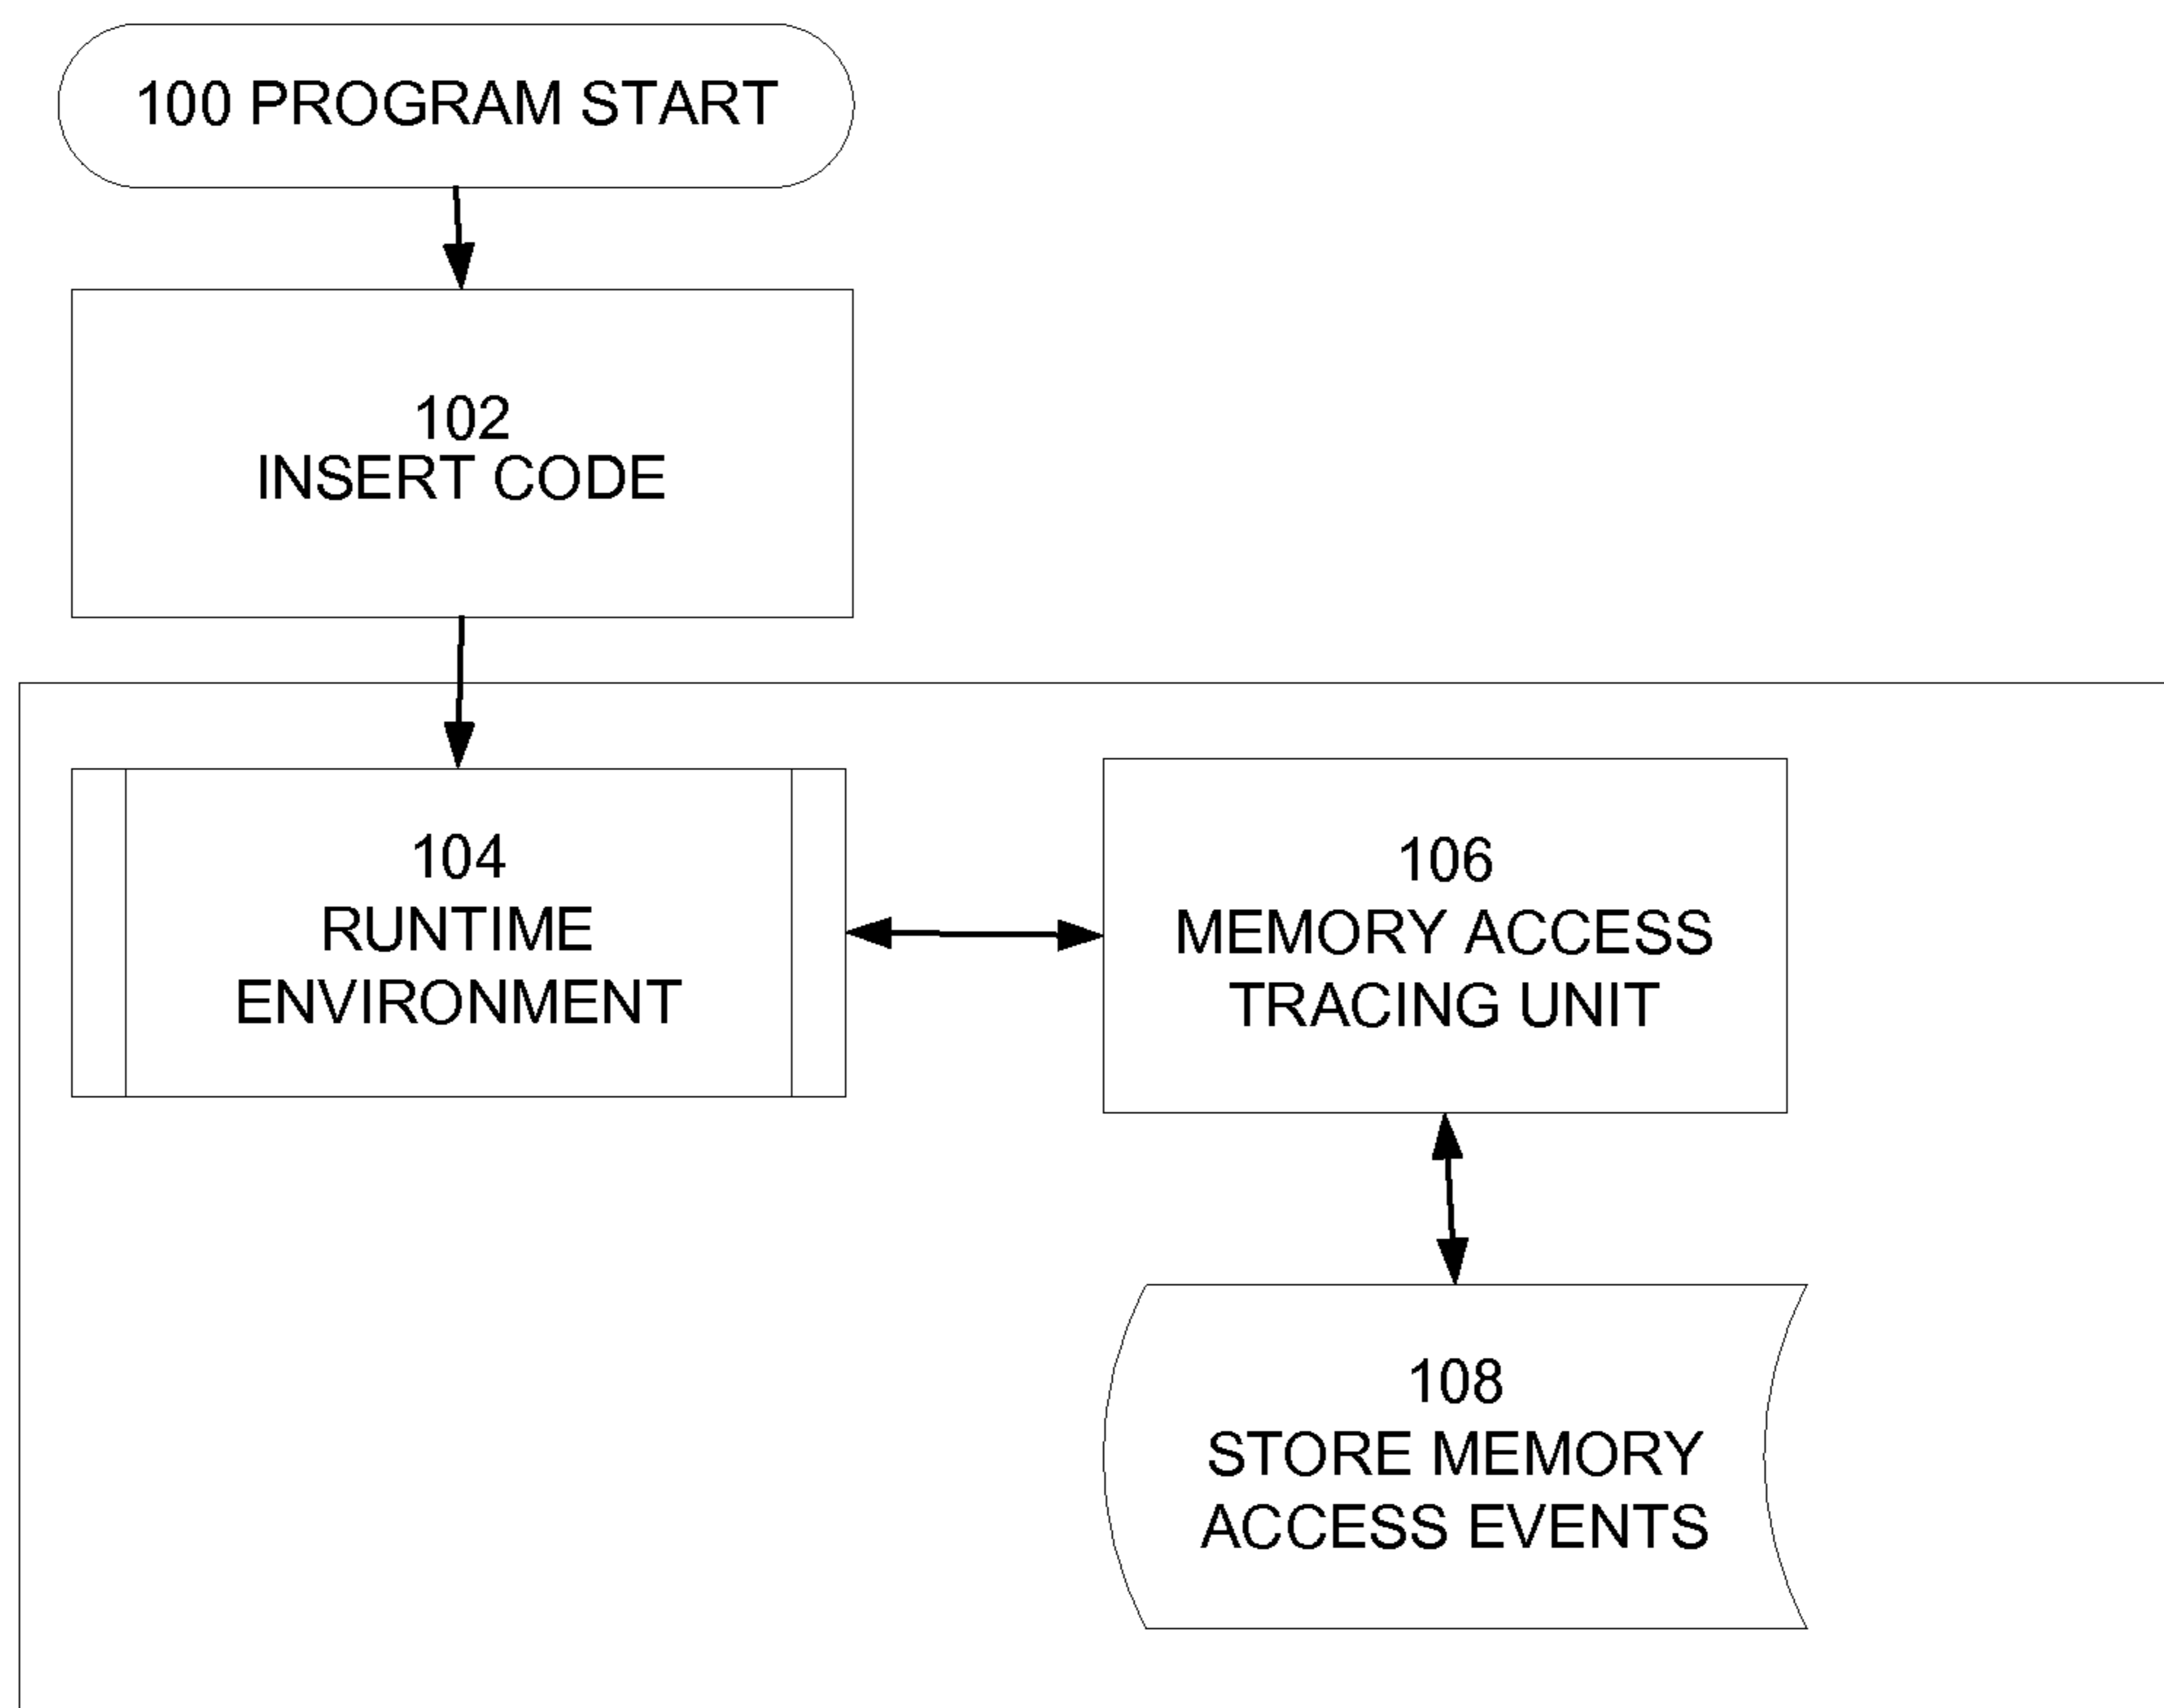 100 PROGRAM START
102
INSERT CODE
104
RUNTIME
ENVIRONMENT
106
MEMORY ACCESS
TRACING UNIT
108
STORE MEMORY
ACCESS EVENTS